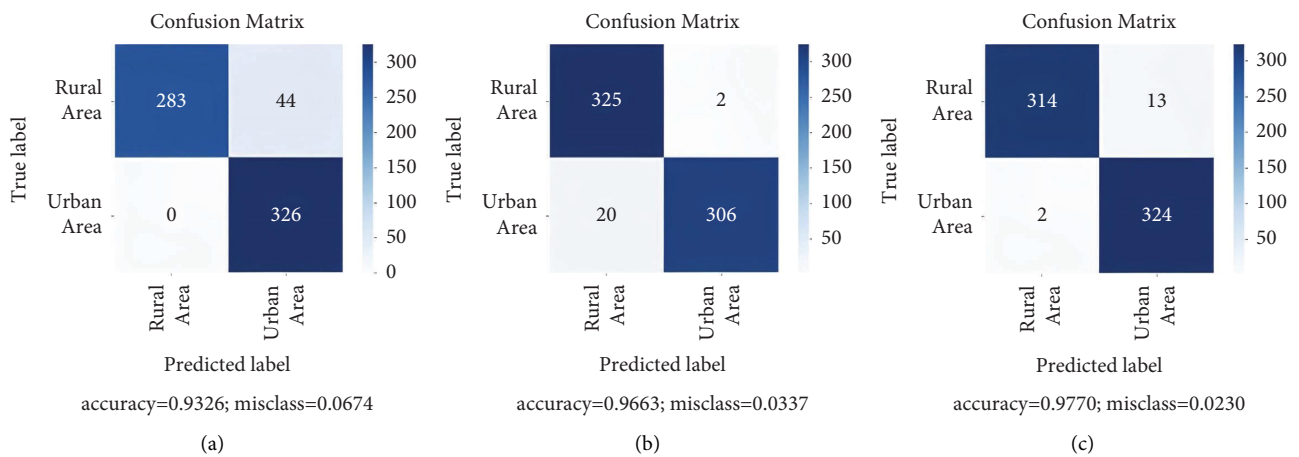 Confusion Matrix
True label
Rural
Area
Urban
Area
283
44
0
326
300
250
200
150
100
50
0
Rural
Area
Urban
Area
Predicted label
accuracy=0.9326; misclass=0.0674
(a)
Confusion Matrix
True label
Rural
Area
Urban
Area
325
2
20
306
300
250
200
150
100
50
Rural
Area
Urban
Area
Predicted label
accuracy=0.9663; misclass=0.0337
(b)
Confusion Matrix
True label
Rural
Area
Urban
Area
314
13
2
324
300
250
200
150
100
50
Rural
Area
Urban
Area
Predicted label
accuracy=0.9770; misclass=0.0230
(c)